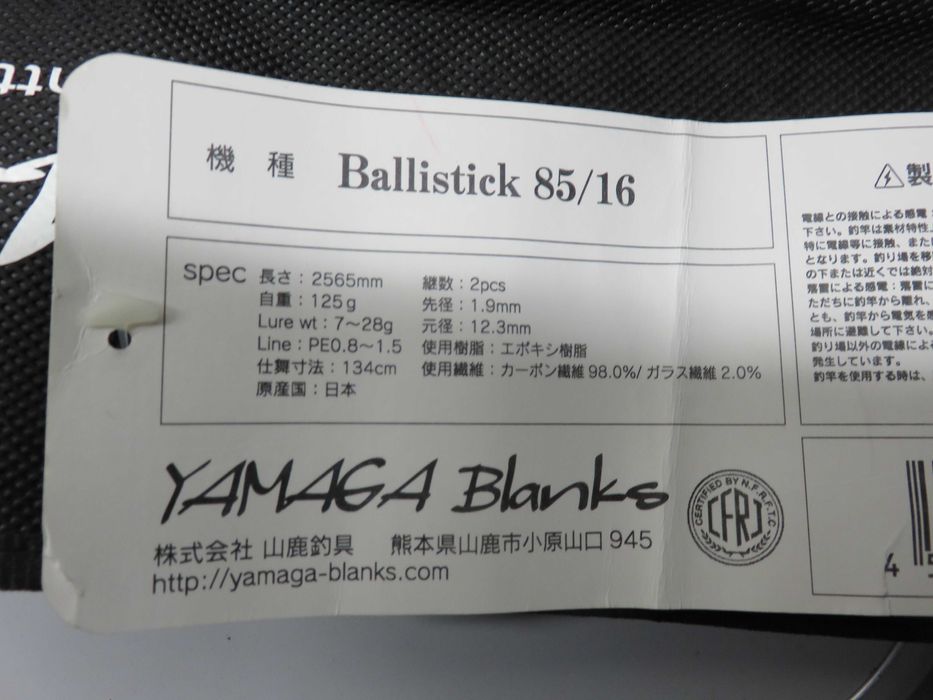 機 種 Ballistick 85/16
spec
長さ：2565mm 継数：2pcs
自重：125g 先径：1.9mm
Lure wt：7〜28g 元径：12.3mm
Line：PE0.8〜1.5 使用樹脂：エポキシ樹脂
仕舞寸法：134cm 使用繊維：カーボン繊維 98.0%/ ガラス繊維 2.0%
原産国：日本
YAMAGA Blanks
CERTIFIED BY N.F.R.F.T.C
CFRJ
株式会社 山鹿釣具 熊本県山鹿市小原山口 945
http://yamaga-blanks.com
製
電線との接触による感電：
下さい。釣竿は素材特性、
特に電線等に接触、また
となります。釣り場を移
の下または近くでは絶対
落雷による感電：落雷に
ただちに釣竿から離れ、
とも、釣竿から電気を感
場所に避難して下さい。
釣り場以外の電線による
発生しています。
釣竿を使用する時は、
4 5
htt